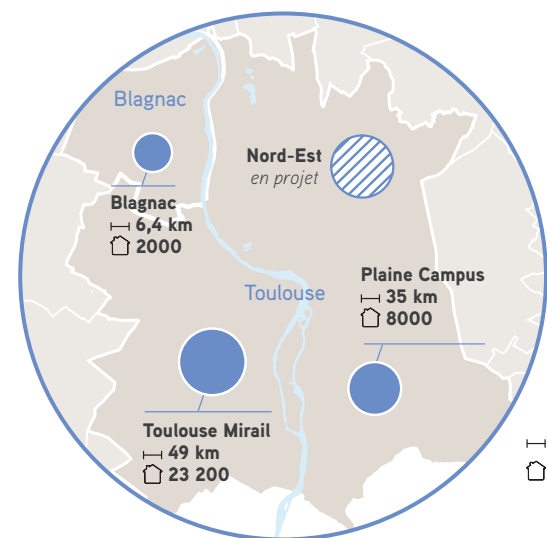 Blagnac
Nord-Est
en projet
Blagnac
6,4 km
2000
Plaine Campus
35 km
8000
Toulouse
Toulouse Mirail
49 km
23 200